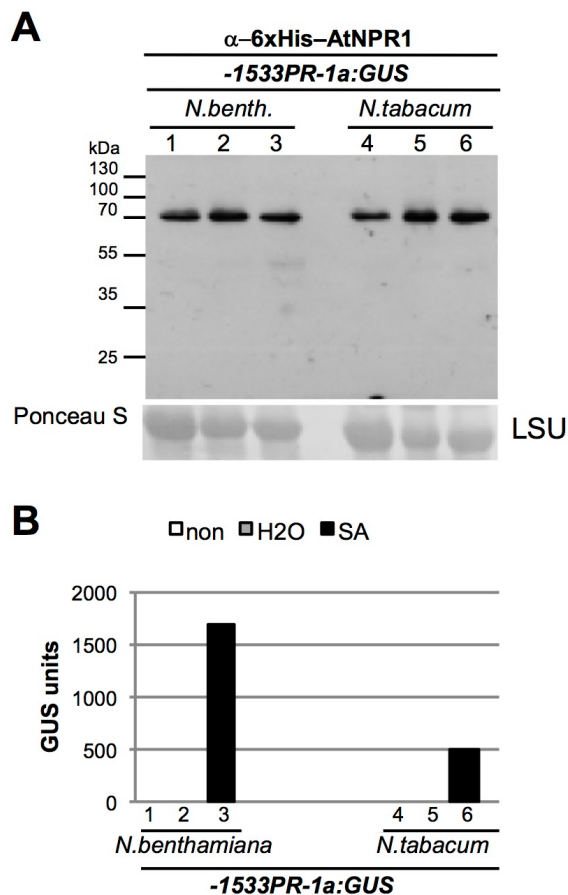 A
α–6xHis–AtNPR1
-1533PR-1a:GUS
N.benth. N.tabacum
kDa 1 2 3 4 5 6
130
100
70
55
35
25
Ponceau S LSU
B
non H2O SA
GUS units
2000
1500
1000
500
0
1 2 3 4 5 6
N.benthamiana N.tabacum
-1533PR-1a:GUS